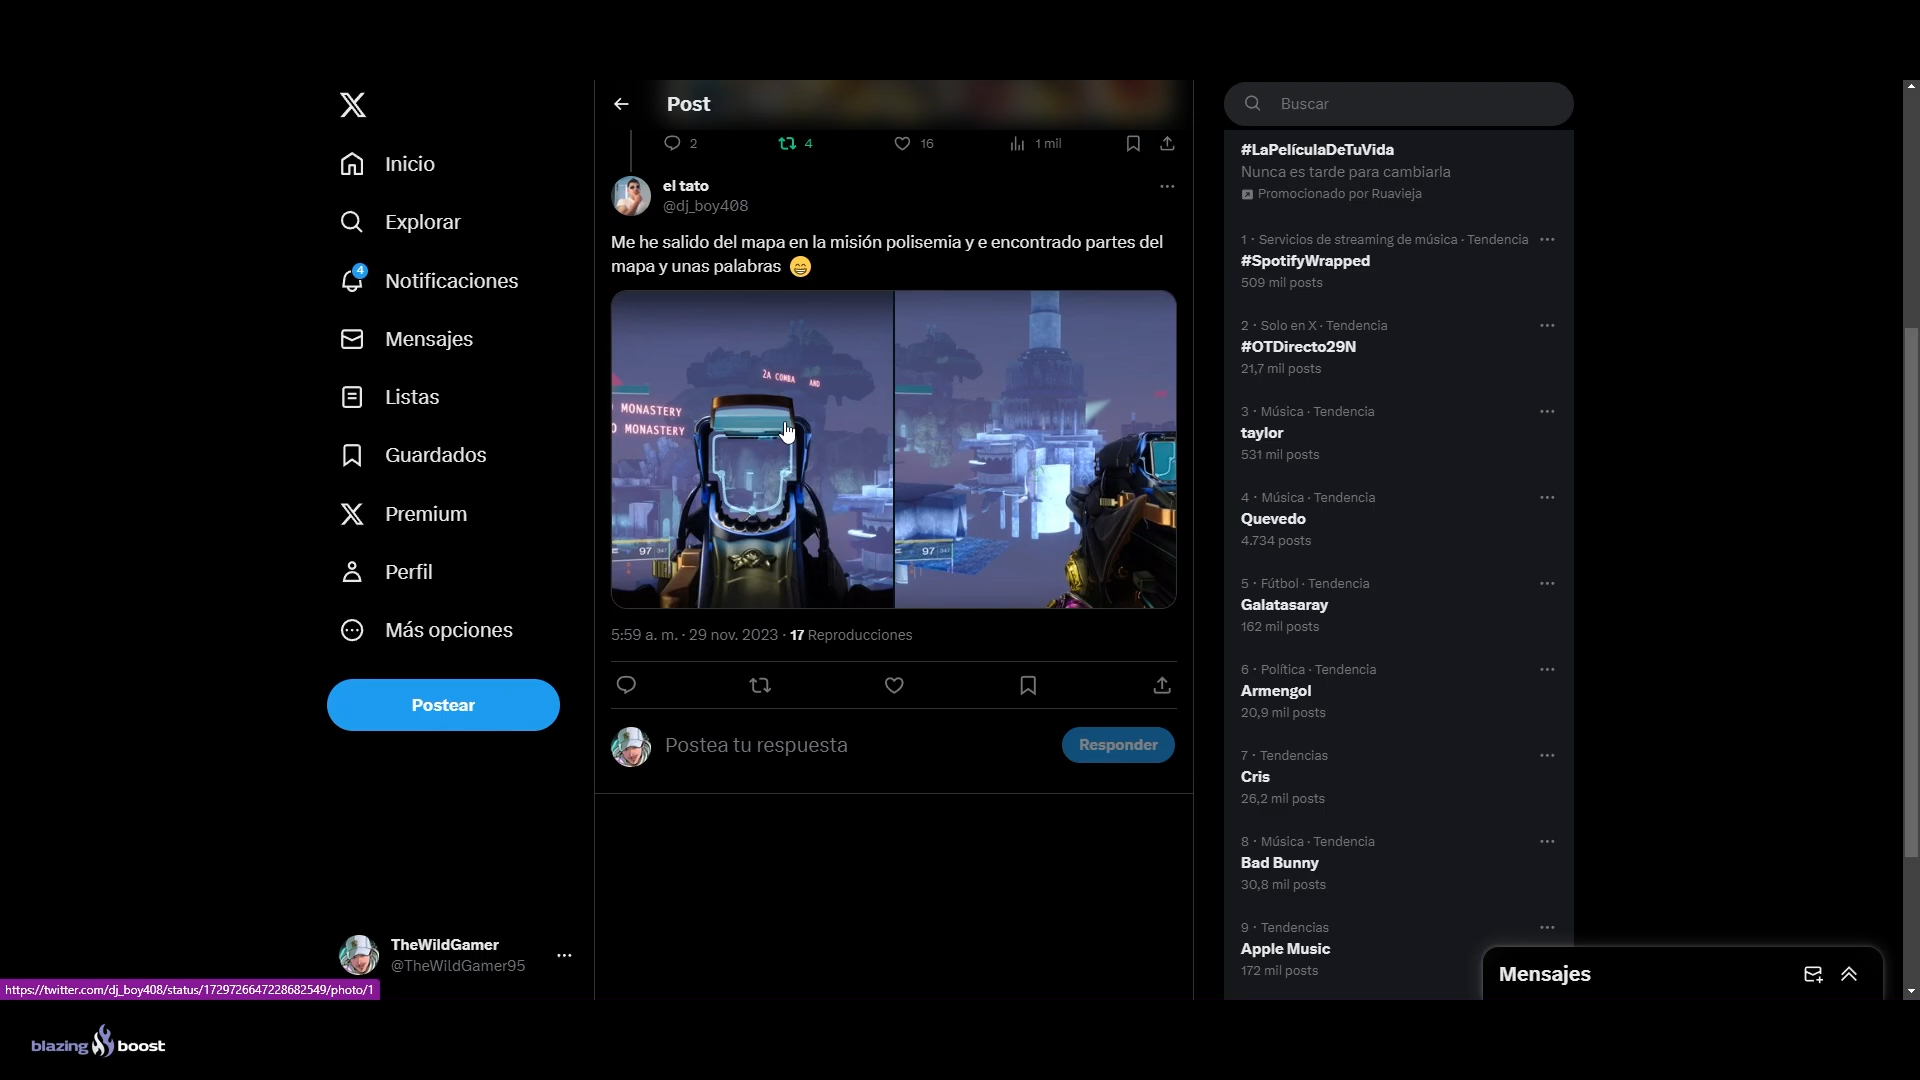 Inicio
Explorar
4
Notificaciones
Mensajes
Listas
Guardados
Premium
Perfil
Más opciones
Postear
TheWildGamer
@TheWildGamer95
https://twitter.com/dj_boy408/status/1729726647228682549/photo/1
blazing boost
Post
2
4
16
1 mil
el tato
@dj_boy408
Me he salido del mapa en la misión polisemia y e encontrado partes del
mapa y unas palabras
2A COMBA AND
MONASTERY
O MONASTERY
97 347
97 347
5:59 a. m. · 29 nov. 2023 · 17 Reproducciones
Postea tu respuesta
Responder
Buscar
#LaPelículaDeTuVida
Nunca es tarde para cambiarla
Promocionado por Ruavieja
1 · Servicios de streaming de música · Tendencia
#SpotifyWrapped
509 mil posts
2 · Solo en X · Tendencia
#OTDirecto29N
21,7 mil posts
3 · Música · Tendencia
taylor
531 mil posts
4 · Música · Tendencia
Quevedo
4.734 posts
5 · Fútbol · Tendencia
Galatasaray
162 mil posts
6 · Política · Tendencia
Armengol
20,9 mil posts
7 · Tendencias
Cris
26,2 mil posts
8 · Música · Tendencia
Bad Bunny
30,8 mil posts
9 · Tendencias
Apple Music
172 mil posts
Mensajes